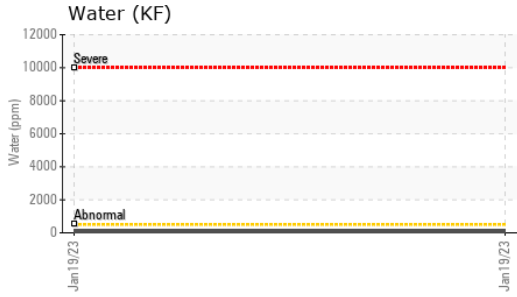 Water (KF)
12000
10000
8000
6000
4000
2000
0
Water (ppm)
Severe
Abnormal
Jan19/23
Jan19/23